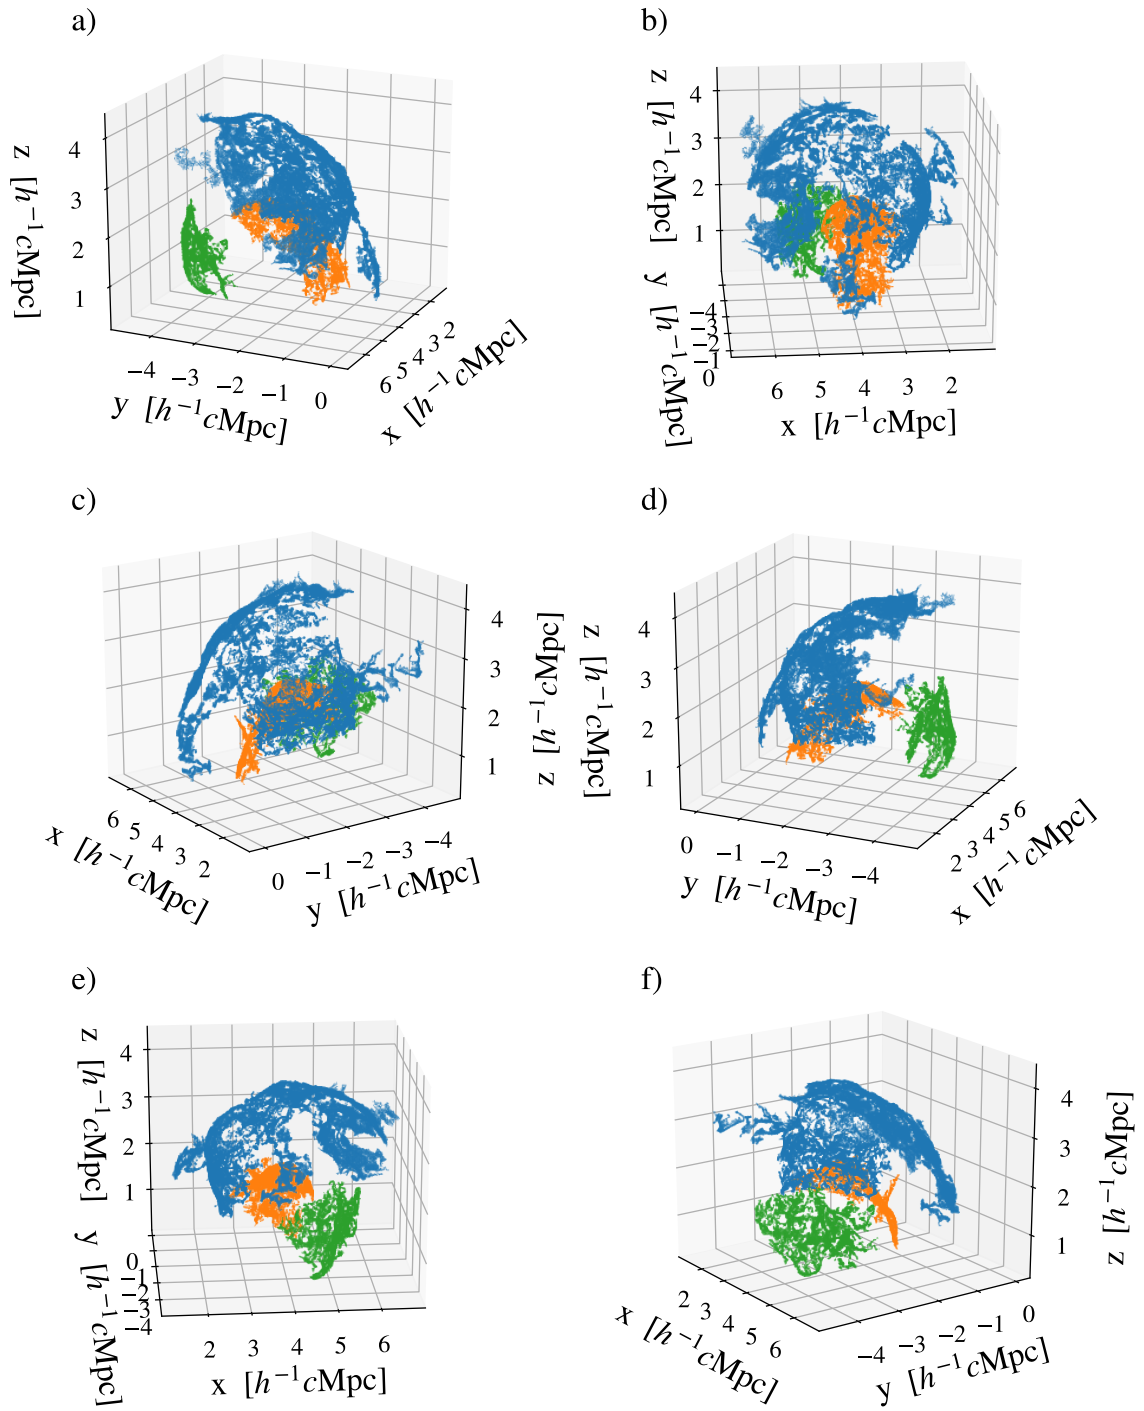 a)
z [h⁻¹cMpc]
4
3
2
1
−4 −3 −2 −1 0
y [h⁻¹cMpc]
6 5 4 3 2
x [h⁻¹cMpc]
b)
z [h⁻¹cMpc]
4
3
2
1
y [h⁻¹cMpc]
−4
−3
−2
−1
0
6 5 4 3 2
x [h⁻¹cMpc]
c)
z [h⁻¹cMpc]
4
3
2
1
6 5 4 3 2
x [h⁻¹cMpc]
0 −1 −2 −3 −4
y [h⁻¹cMpc]
d)
z [h⁻¹cMpc]
4
3
2
1
0 −1 −2 −3 −4
y [h⁻¹cMpc]
2 3 4 5 6
x [h⁻¹cMpc]
e)
z [h⁻¹cMpc]
4
3
2
1
y [h⁻¹cMpc]
0
−1
−2
−3
−4
2 3 4 5 6
x [h⁻¹cMpc]
f)
z [h⁻¹cMpc]
4
3
2
1
2 3 4 5 6
x [h⁻¹cMpc]
−4 −3 −2 −1 0
y [h⁻¹cMpc]